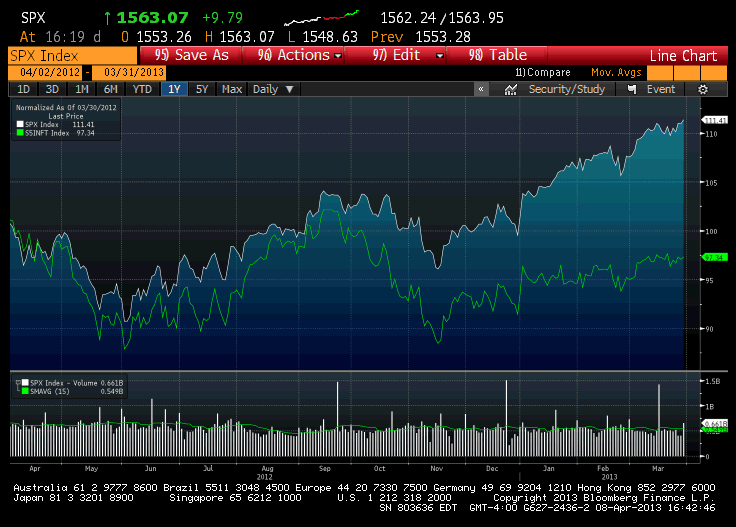 SPX ↑ 1563.07 +9.79 1562.24/1563.95
At 16:19 d O 1553.26 H 1563.07 L 1548.63 Prev 1553.28
SPX Index 95) Save As 96) Actions 97) Edit 98) Table Line Chart
04/02/2012 - 03/31/2013 11)Compare Mov. Avgs
1D 3D 1M 6M YTD 1Y 5Y Max Daily ▼ « Security/Study Event
Normalized As Of 03/30/2012
Last Price
SPX Index 111.41
S5INFT Index 97.34
111.41
110
105
100
97.34
95
90
SPX Index - Volume 0.661B
SMAVG (15) 0.549B
1.5B
1B
0.661B
0
Apr May Jun Jul Aug Sep Oct Nov Dec Jan Feb Mar
2012 2013
Australia 61 2 9777 8600 Brazil 5511 3048 4500 Europe 44 20 7330 7500 Germany 49 69 9204 1210 Hong Kong 852 2977 6000
Japan 81 3 3201 8900 Singapore 65 6212 1000 U.S. 1 212 318 2000 Copyright 2013 Bloomberg Finance L.P.
SN 803636 EDT GMT-4:00 G627-2436-2 08-Apr-2013 16:42:46